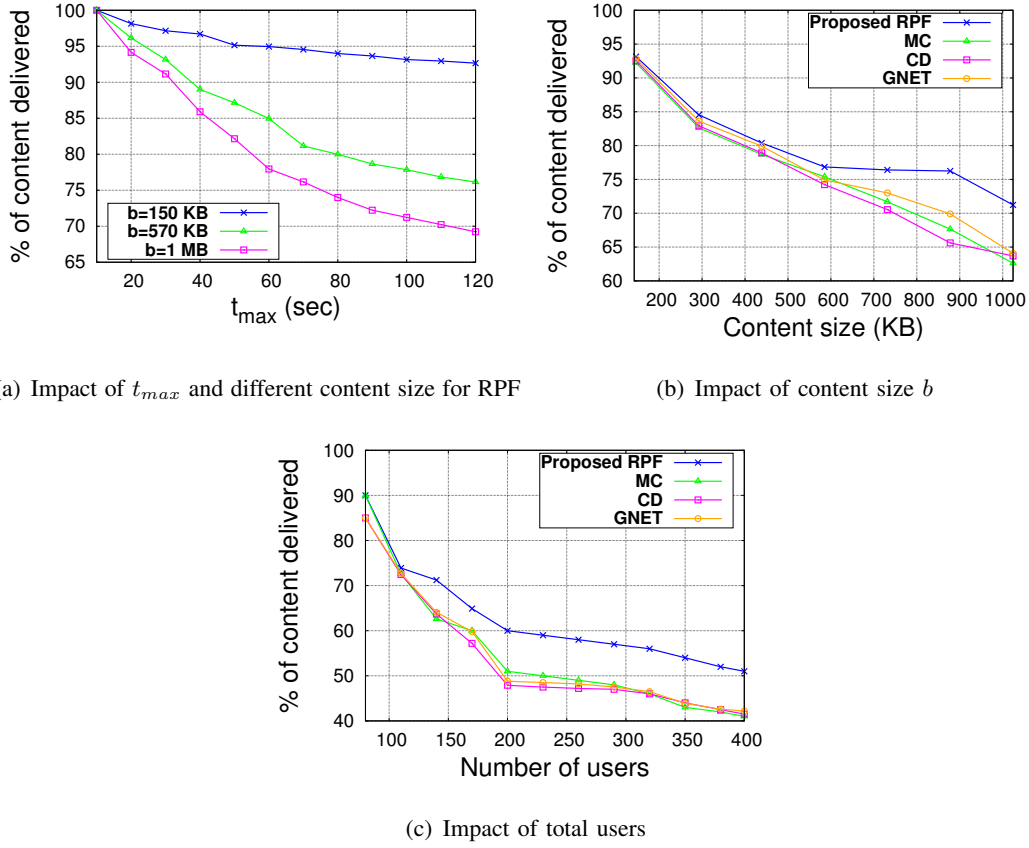 100
95
90
85
80
75
70
65
% of content delivered
b=150 KB
b=570 KB
b=1 MB
20 40 60 80 100 120
t_max (sec)
(a) Impact of t_max and different content size for RPF
100
95
90
85
80
75
70
65
60
% of content delivered
Proposed RPF
MC
CD
GNET
200 300 400 500 600 700 800 900 1000
Content size (KB)
(b) Impact of content size b
100
90
80
70
60
50
40
% of content delivered
Proposed RPF
MC
CD
GNET
100 150 200 250 300 350 400
Number of users
(c) Impact of total users